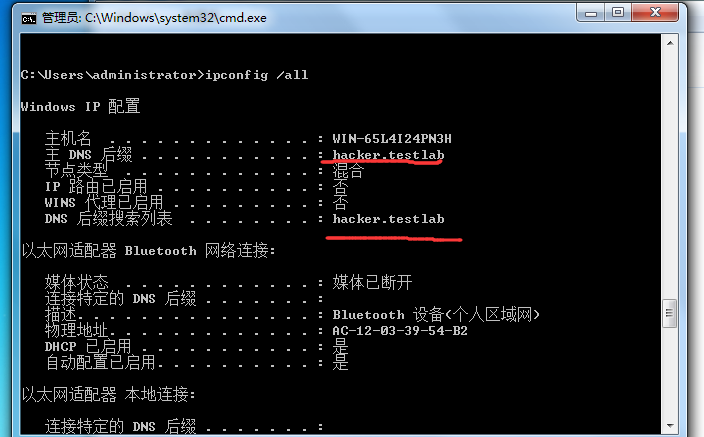 管理员: C:\Windows\system32\cmd.exe
C:\Users\administrator>ipconfig /all
Windows IP 配置
主机名 . . . . . . . . . . . . . : WIN-65L4I24PN3H
主 DNS 后缀 . . . . . . . . . . . : hacker.testlab
节点类型 . . . . . . . . . . . . : 混合
IP 路由已启用 . . . . . . . . . . : 否
WINS 代理已启用 . . . . . . . . . : 否
DNS 后缀搜索列表 . . . . . . . . : hacker.testlab
以太网适配器 Bluetooth 网络连接:
媒体状态 . . . . . . . . . . . . : 媒体已断开
连接特定的 DNS 后缀 . . . . . . . :
描述. . . . . . . . . . . . . . . : Bluetooth 设备(个人区域网)
物理地址. . . . . . . . . . . . . : AC-12-03-39-54-B2
DHCP 已启用 . . . . . . . . . . . : 是
自动配置已启用. . . . . . . . . . : 是
以太网适配器 本地连接:
连接特定的 DNS 后缀 . . . . . . . :